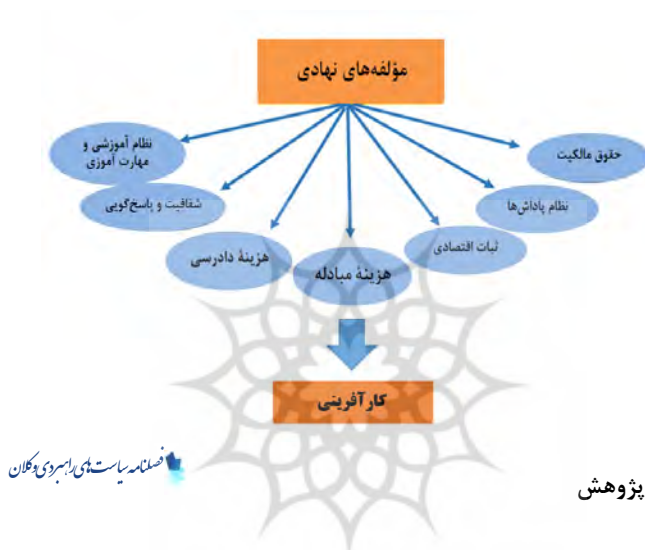 مؤلفه‌های نهادی
حقوق مالکیت
نظام پاداش‌ها
ثبات اقتصادی
هزینهٔ مبادله
هزینهٔ دادرسی
شفافیت و پاسخ‌گویی
نظام آموزشی و
مهارت آموزی
کارآفرینی
فصلنامه سیاست‌های راهبردی و کلان
پژوهش